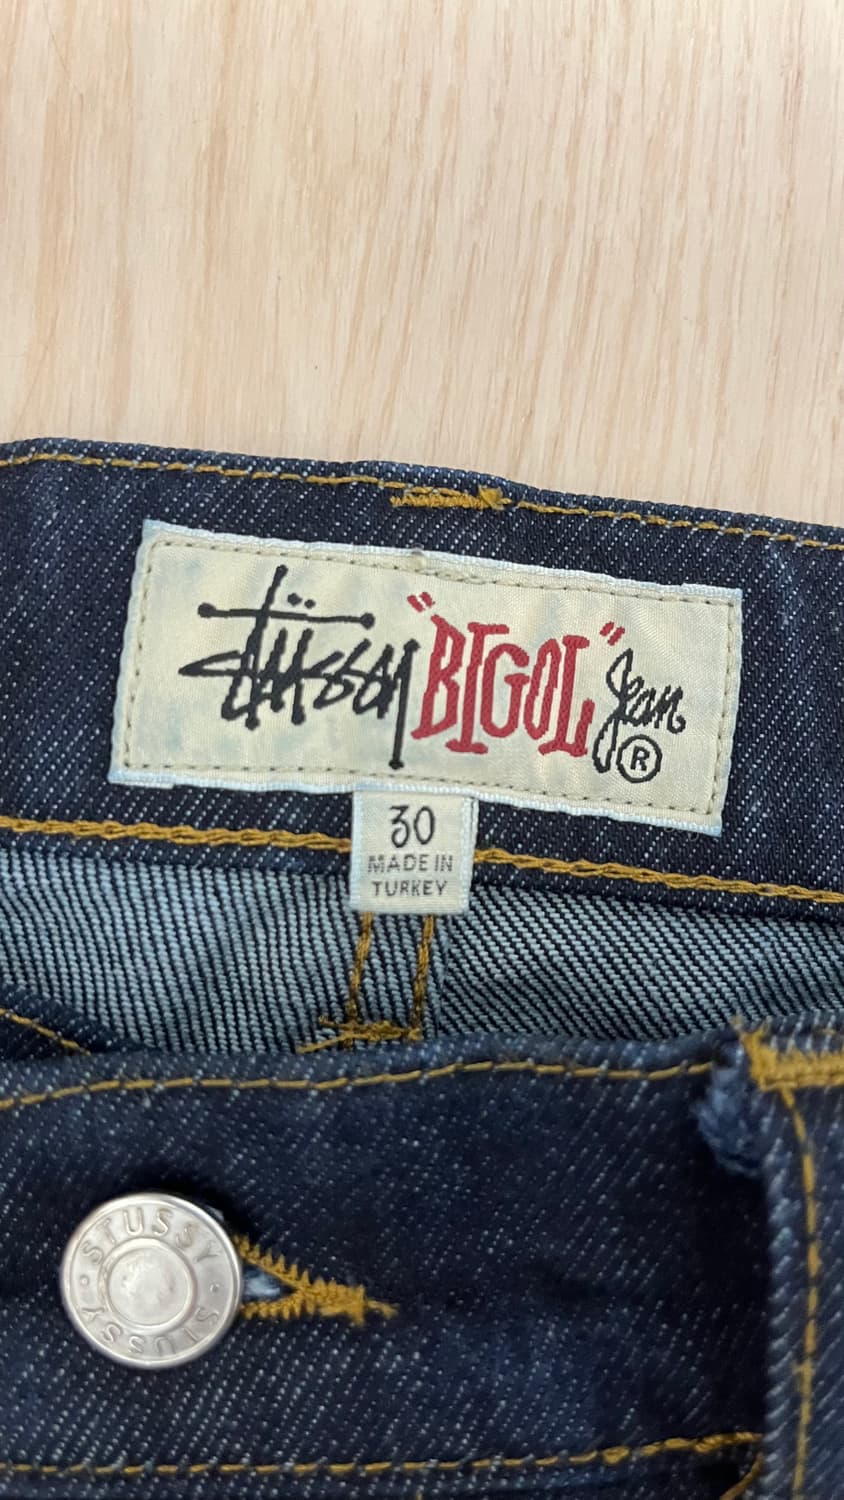 Stüssy "BIGOL" Jean ®
30
MADE IN
TURKEY
STUSSY · STUSSY ·